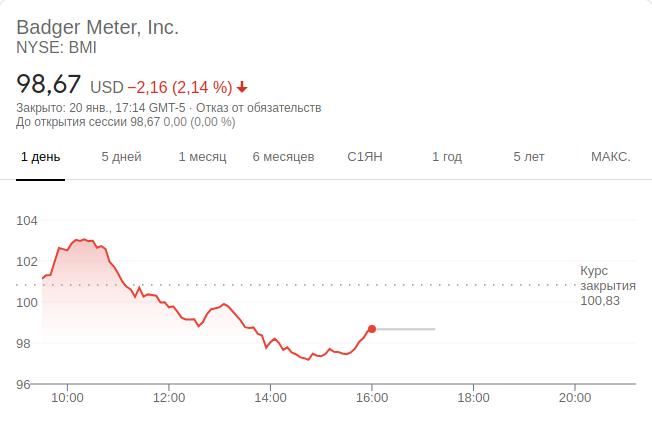 Badger Meter, Inc.
NYSE: BMI
98,67 USD −2,16 (2,14 %)
Закрыто: 20 янв., 17:14 GMT-5 · Отказ от обязательств
До открытия сессии 98,67 0,00 (0,00 %)
1 день 5 дней 1 месяц 6 месяцев С1ЯН 1 год 5 лет МАКС.
104
102
Курс
закрытия
100,83
100
98
96
10:00 12:00 14:00 16:00 18:00 20:00